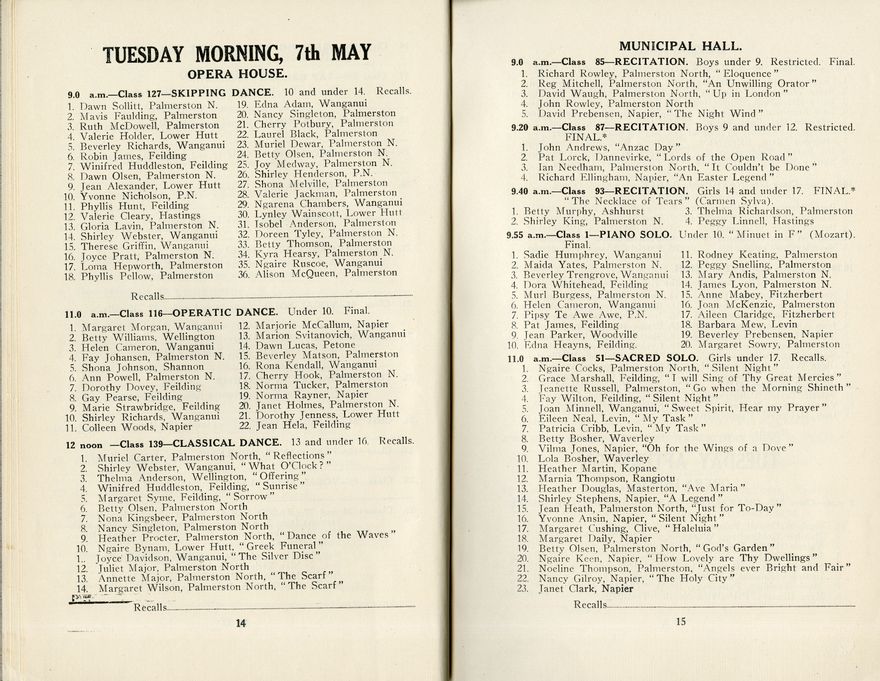 TUESDAY MORNING, 7th MAY
OPERA HOUSE.
9.0 a.m.—Class 127—SKIPPING DANCE. 10 and under 14. Recalls.
1. Dawn Sollitt, Palmerston N.
2. Mavis Faulding, Palmerston
3. Ruth McDowell, Palmerston
4. Valerie Holder, Lower Hutt
5. Beverley Richards, Wanganui
6. Robin James, Feilding
7. Winifred Huddleston, Feilding
8. Dawn Olsen, Palmerston N.
9. Jean Alexander, Lower Hutt
10. Yvonne Nicholson, P.N.
11. Phyllis Hunt, Feilding
12. Valerie Cleary, Hastings
13. Gloria Lavin, Palmerston N.
14. Shirley Webster, Wanganui
15. Therese Griffin, Wanganui
16. Joyce Pratt, Palmerston N.
17. Lorna Hepworth, Palmerston
18. Phyllis Pellow, Palmerston
19. Edna Adam, Wanganui
20. Nancy Singleton, Palmerston
21. Cherry Potbury, Palmerston
22. Laurel Black, Palmerston
23. Muriel Dewar, Palmerston N.
24. Betty Olsen, Palmerston N.
25. Joy Medway, Palmerston N.
26. Shirley Henderson, P.N.
27. Shona Melville, Palmerston
28. Valerie Jackman, Palmerston
29. Ngarena Chambers, Wanganui
30. Lynley Wainscott, Lower Hutt
31. Isobel Anderson, Palmerston
32. Doreen Tyley, Palmerston N.
33. Betty Thomson, Palmerston
34. Kyra Hearsy, Palmerston N.
35. Ngaire Ruscoe, Wanganui
36. Alison McQueen, Palmerston
Recalls
11.0 a.m.—Class 116—OPERATIC DANCE. Under 10. Final.
1. Margaret Morgan, Wanganui
2. Betty Williams, Wellington
3. Helen Cameron, Wanganui
4. Fay Johansen, Palmerston N.
5. Shona Johnson, Shannon
6. Ann Powell, Palmerston N.
7. Dorothy Dovey, Feilding
8. Gay Pearse, Feilding
9. Marie Strawbridge, Feilding
10. Shirley Richards, Wanganui
11. Colleen Woods, Napier
12. Marjorie McCallum, Napier
13. Marion Svitanovich, Wanganui
14. Dawn Lucas, Petone
15. Beverley Matson, Palmerston
16. Rona Kendall, Wanganui
17. Cherry Hook, Palmerston N.
18. Norma Tucker, Palmerston
19. Norma Rayner, Napier
20. Janet Holmes, Palmerston N.
21. Dorothy Jenness, Lower Hutt
22. Jean Hela, Feilding
12 noon —Class 139—CLASSICAL DANCE. 13 and under 16. Recalls.
1. Muriel Carter, Palmerston North, "Reflections"
2. Shirley Webster, Wanganui, "What O'Clock?"
3. Thelma Anderson, Wellington, "Offering"
4. Winifred Huddleston, Feilding, "Sunrise"
5. Margaret Syme, Feilding, "Sorrow"
6. Betty Olsen, Palmerston North
7. Nona Kingsbeer, Palmerston North
8. Nancy Singleton, Palmerston North
9. Heather Procter, Palmerston North, "Dance of the Waves"
10. Ngaire Bynam, Lower Hutt, "Greek Funeral"
1. Joyce Davidson, Wanganui, "The Silver Disc"
12. Juliet Major, Palmerston North
13. Annette Major, Palmerston North, "The Scarf"
14. Margaret Wilson, Palmerston North, "The Scarf"
Recalls
14
MUNICIPAL HALL.
9.0 a.m.—Class 85—RECITATION. Boys under 9. Restricted. Final.
1. Richard Rowley, Palmerston North, "Eloquence"
2. Reg Mitchell, Palmerston North, "An Unwilling Orator"
3. David Waugh, Palmerston North, "Up in London"
4. John Rowley, Palmerston North
5. David Prebensen, Napier, "The Night Wind"
9.20 a.m.—Class 87—RECITATION. Boys 9 and under 12. Restricted.
FINAL.*
1. John Andrews, "Anzac Day"
2. Pat Lorck, Dannevirke, "Lords of the Open Road"
3. Ian Needham, Palmerston North, "It Couldn't be Done"
4. Richard Ellingham, Napier, "An Easter Legend"
9.40 a.m.—Class 93—RECITATION. Girls 14 and under 17. FINAL.*
"The Necklace of Tears" (Carmen Sylva).
1. Betty Murphy, Ashhurst
2. Shirley King, Palmerston N.
3. Thelma Richardson, Palmerston
4. Peggy Linnell, Hastings
9.55 a.m.—Class 1—PIANO SOLO. Under 10. "Minuet in F" (Mozart).
Final.
1. Sadie Humphrey, Wanganui
2. Maida Yates, Palmerston N.
3. Beverley Trengrove, Wanganui
4. Dora Whitehead, Feilding
5. Murl Burgess, Palmerston N.
6. Helen Cameron, Wanganui
7. Pipsy Te Awe Awe, P.N.
8. Pat James, Feilding
9. Jean Parker, Woodville
10. Edna Heayns, Feilding.
11. Rodney Keating, Palmerston
12. Peggy Snelling, Palmerston
13. Mary Andis, Palmerston N.
14. James Lyon, Palmerston N.
15. Anne Mabey, Fitzherbert
16. Joan McKenzie, Palmerston
17. Aileen Claridge, Fitzherbert
18. Barbara Mew, Levin
19. Beverley Prebensen, Napier
20. Margaret Sowry, Palmerston
11.0 a.m.—Class 51—SACRED SOLO. Girls under 17. Recalls.
1. Ngaire Cocks, Palmerston North, "Silent Night"
2. Grace Marshall, Feilding, "I will Sing of Thy Great Mercies"
3. Jeanette Russell, Palmerston, "Go when the Morning Shineth"
4. Fay Wilton, Feilding, "Silent Night"
5. Joan Minnell, Wanganui, "Sweet Spirit, Hear my Prayer"
6. Eileen Neal, Levin, "My Task"
7. Patricia Cribb, Levin, "My Task"
8. Betty Bosher, Waverley
9. Vilma Jones, Napier, "Oh for the Wings of a Dove"
10. Lola Bosher, Waverley
11. Heather Martin, Kopane
12. Marnia Thompson, Rangiotu
13. Heather Douglas, Masterton, "Ave Maria"
14. Shirley Stephens, Napier, "A Legend"
15. Jean Heath, Palmerston North, "Just for To-Day"
16. Yvonne Ansin, Napier, "Silent Night"
17. Margaret Cushing, Clive, "Haleluia"
18. Margaret Daily, Napier
19. Betty Olsen, Palmerston North, "God's Garden"
20. Ngaire Keen, Napier, "How Lovely are Thy Dwellings"
21. Noeline Thompson, Palmerston, "Angels ever Bright and Fair"
22. Nancy Gilroy, Napier, "The Holy City"
23. Janet Clark, Napier
Recalls
15